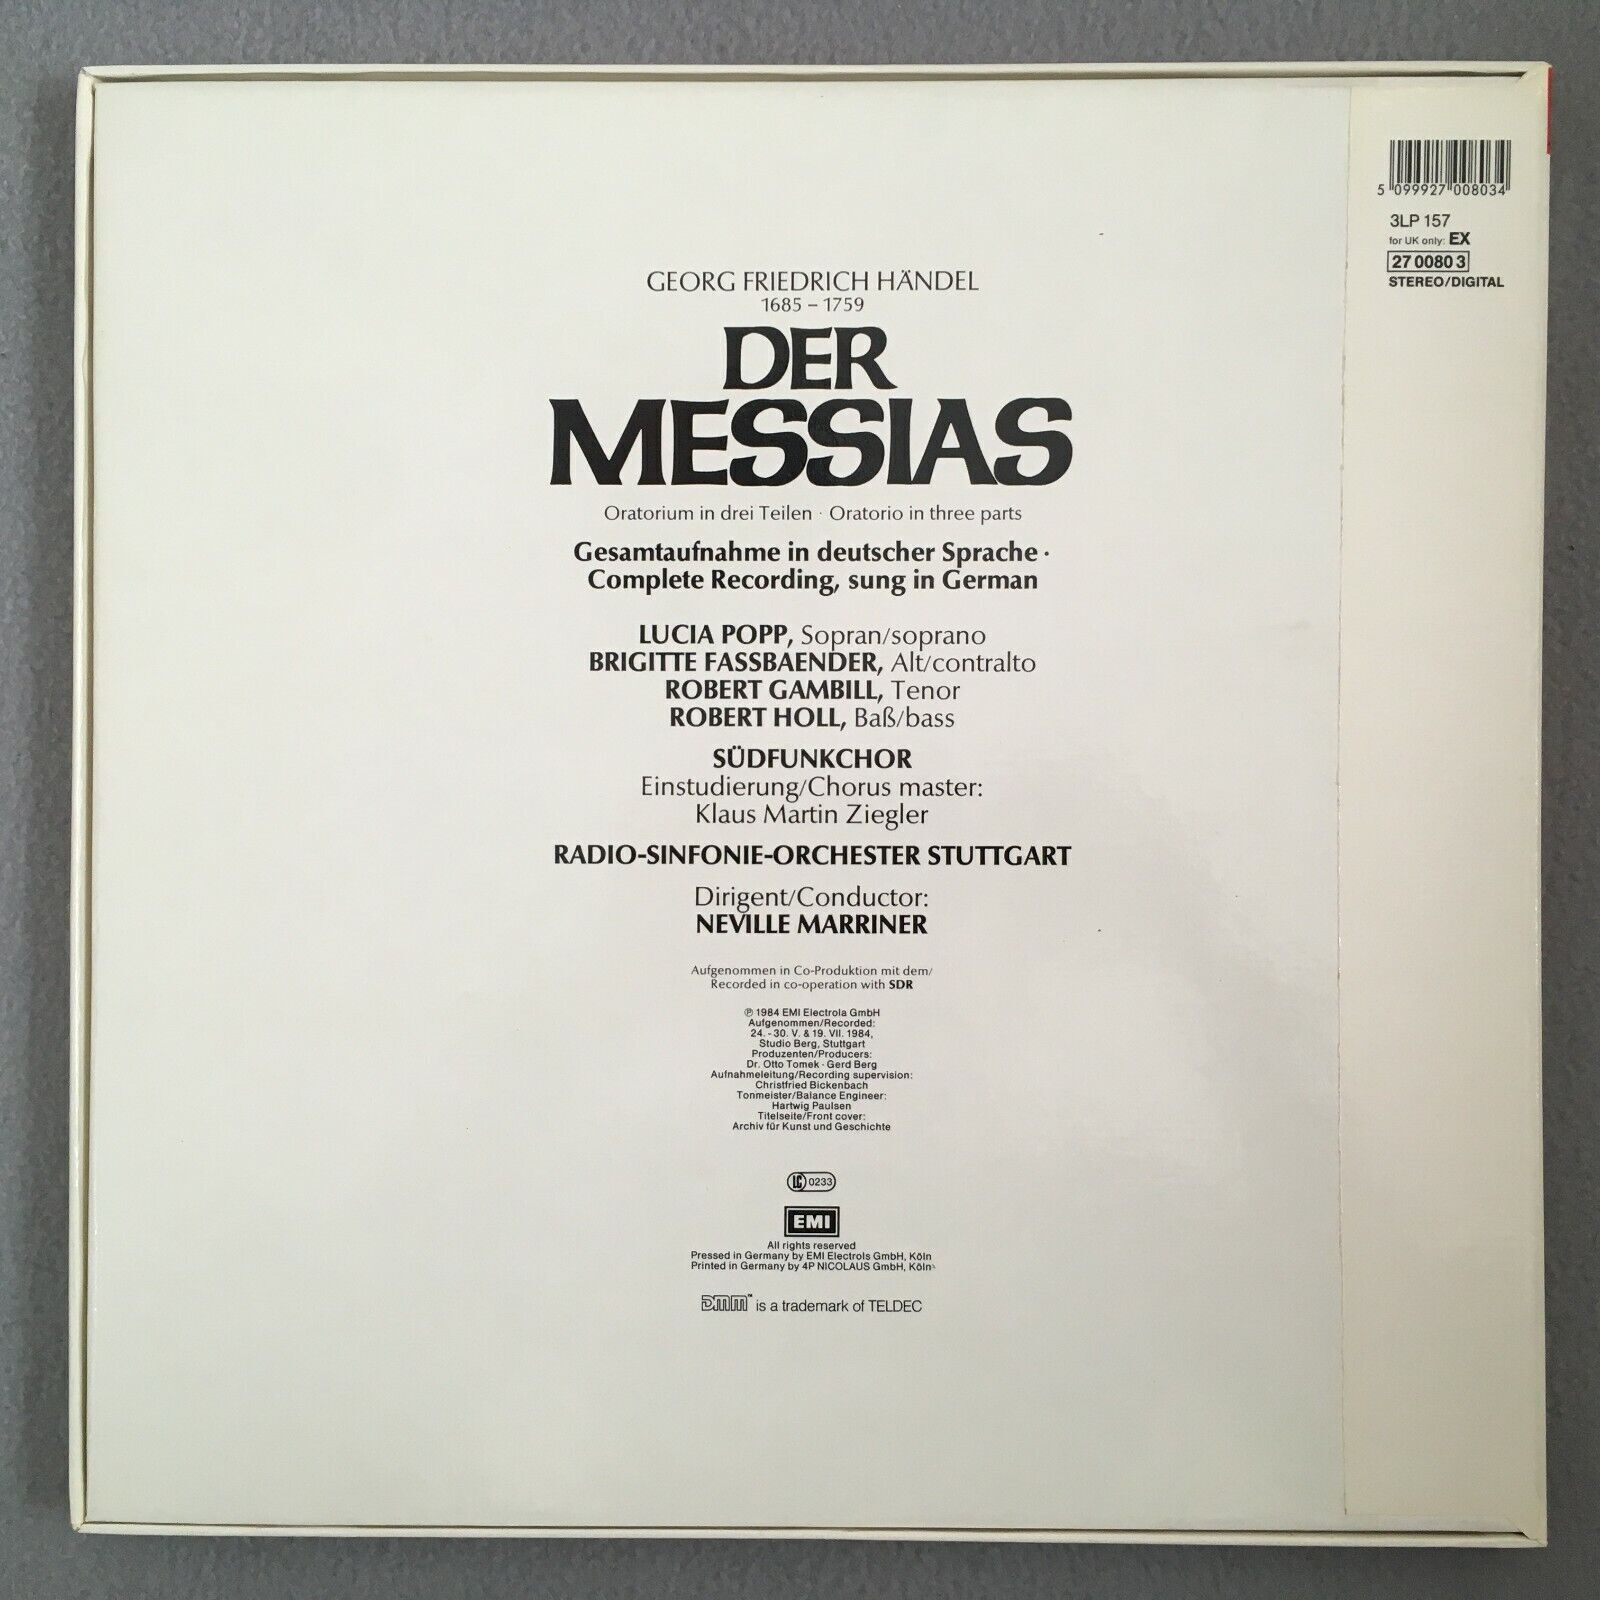 GEORG FRIEDRICH HÄNDEL
1685 – 1759
DER
MESSIAS
Oratorium in drei Teilen · Oratorio in three parts
Gesamtaufnahme in deutscher Sprache ·
Complete Recording, sung in German
LUCIA POPP, Sopran/soprano
BRIGITTE FASSBAENDER, Alt/contralto
ROBERT GAMBILL, Tenor
ROBERT HOLL, Baß/bass
SÜDFUNKCHOR
Einstudierung/Chorus master:
Klaus Martin Ziegler
RADIO-SINFONIE-ORCHESTER STUTTGART
Dirigent/Conductor:
NEVILLE MARRINER
Aufgenommen in Co-Produktion mit dem/
Recorded in co-operation with SDR
℗ 1984 EMI Electrola GmbH
Aufgenommen/Recorded:
24. - 30. V. & 19. VII. 1984,
Studio Berg, Stuttgart
Produzenten/Producers:
Dr. Otto Tomek · Gerd Berg
Aufnahmeleitung/Recording supervision:
Christfried Bickenbach
Tonmeister/Balance Engineer:
Hartwig Paulsen
Titelseite/Front cover:
Archiv für Kunst und Geschichte
LC 0233
EMI
All rights reserved
Pressed in Germany by EMI Electrols GmbH, Köln
Printed in Germany by 4P NICOLAUS GmbH, Köln
DMM™ is a trademark of TELDEC
5 099927 008034
3LP 157
for UK only: EX
27 0080 3
STEREO/DIGITAL